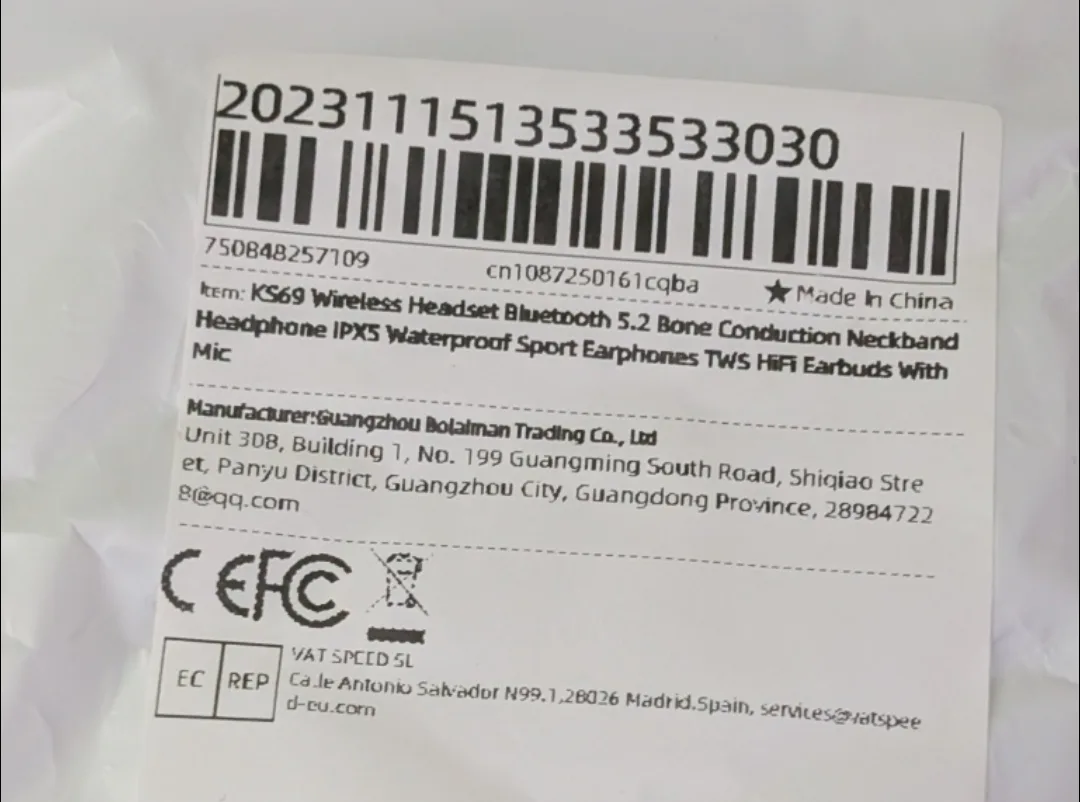 2023111513533533030
750848257109 cn1087250161cqba ★Made In China
Item: KS69 Wireless Headset Bluetooth 5.2 Bone Conduction Neckband
Headphone IPX5 Waterproof Sport Earphones TWS HiFi Earbuds With
Mic
Manufacturer:Guangzhou Bolaiman Trading Co., Ltd
Unit 308, Building 1, No. 199 Guangming South Road, Shiqiao Stre
et, Panyu District, Guangzhou City, Guangdong Province, 28984722
8@qq.com
CE FC
EC REP
VAT SPEED SL
Calle Antonio Salvador N99.1,28026 Madrid.Spain, services@vatspee
d-eu.com